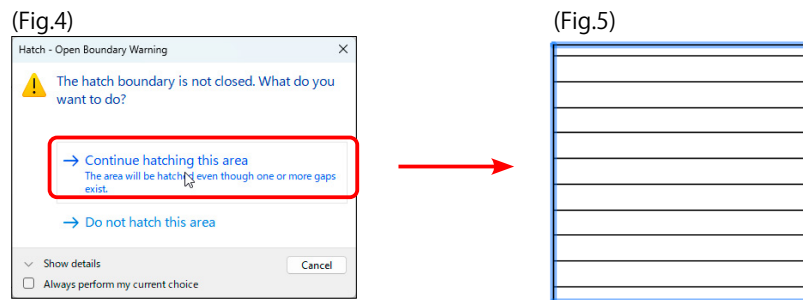 (Fig.4)
(Fig.5)
Hatch - Open Boundary Warning
The hatch boundary is not closed. What do you
want to do?
Continue hatching this area
The area will be hatched even though one or more gaps
exist.
Do not hatch this area
Show details
Cancel
Always perform my current choice